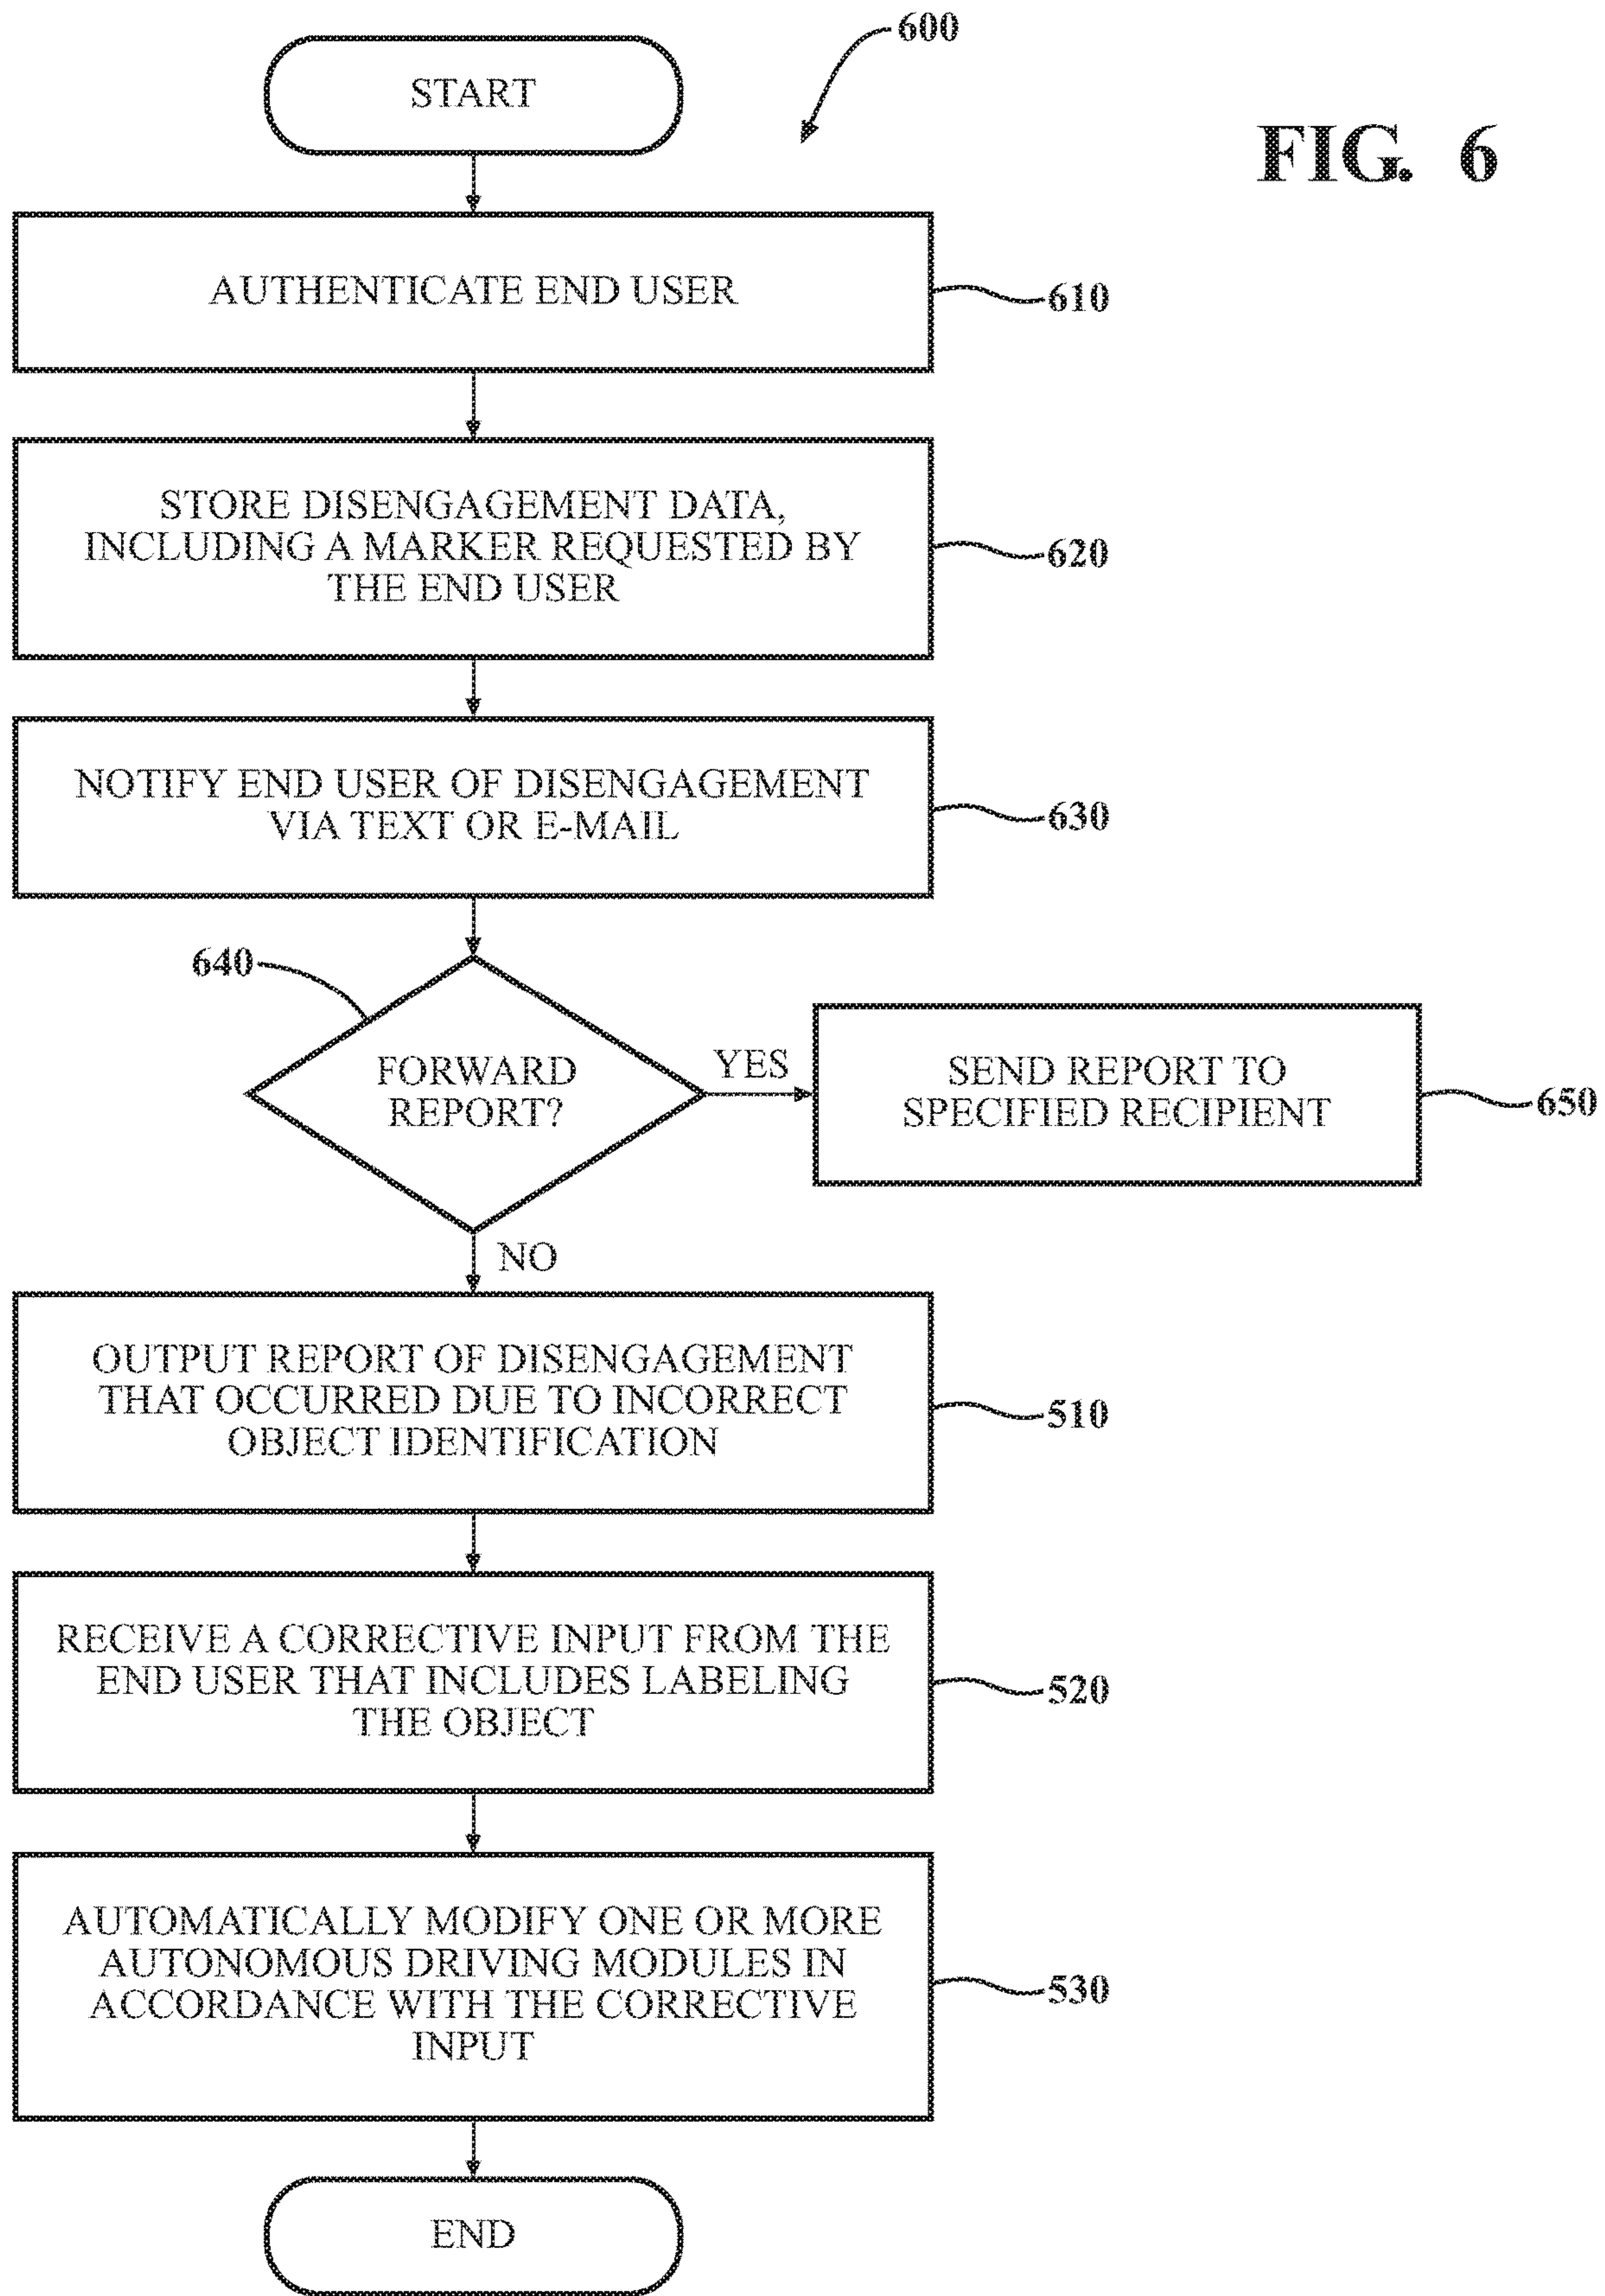 600
START
FIG. 6
AUTHENTICATE END USER
610
STORE DISENGAGEMENT DATA,
INCLUDING A MARKER REQUESTED BY
THE END USER
620
NOTIFY END USER OF DISENGAGEMENT
VIA TEXT OR E-MAIL
630
640
FORWARD
REPORT?
YES
SEND REPORT TO
SPECIFIED RECIPIENT
650
NO
OUTPUT REPORT OF DISENGAGEMENT
THAT OCCURRED DUE TO INCORRECT
OBJECT IDENTIFICATION
510
RECEIVE A CORRECTIVE INPUT FROM THE
END USER THAT INCLUDES LABELING
THE OBJECT
520
AUTOMATICALLY MODIFY ONE OR MORE
AUTONOMOUS DRIVING MODULES IN
ACCORDANCE WITH THE CORRECTIVE
INPUT
530
END